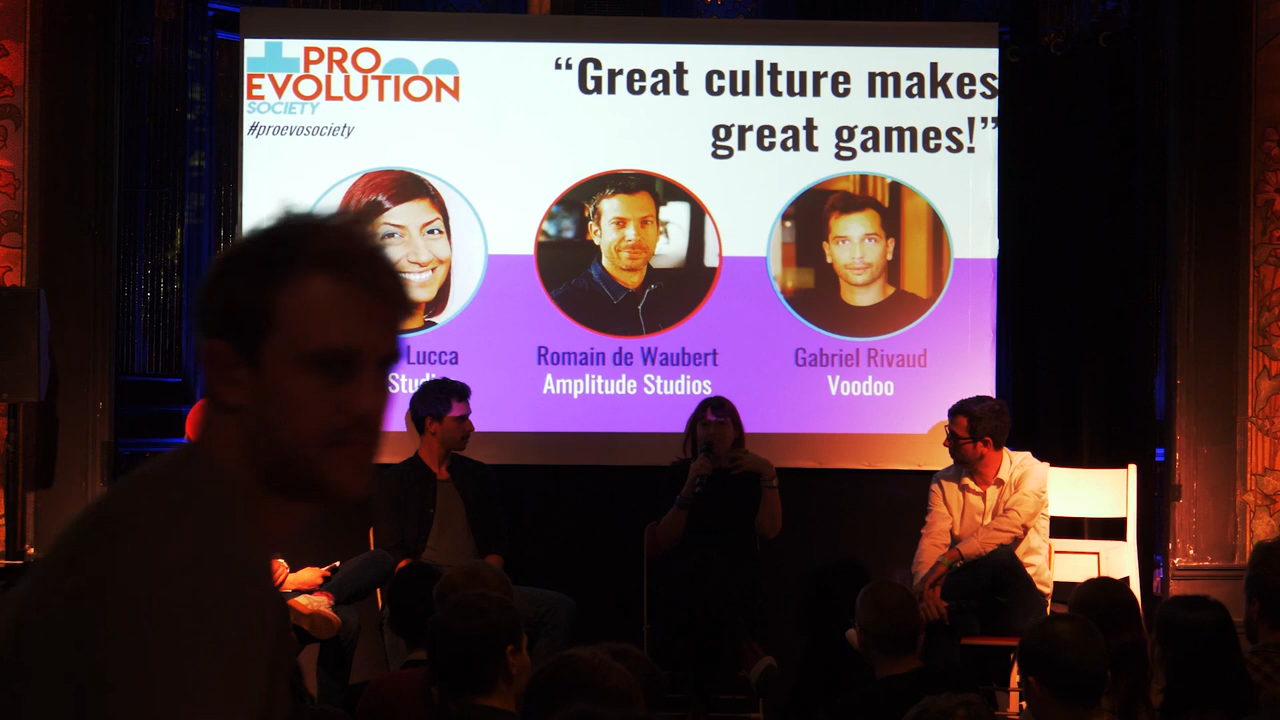 PRO
EVOLUTION
SOCIETY
#proevosociety
“Great culture makes
great games!”
Lucca
Romain de Waubert
Gabriel Rivaud
Amplitude Studios
Voodoo